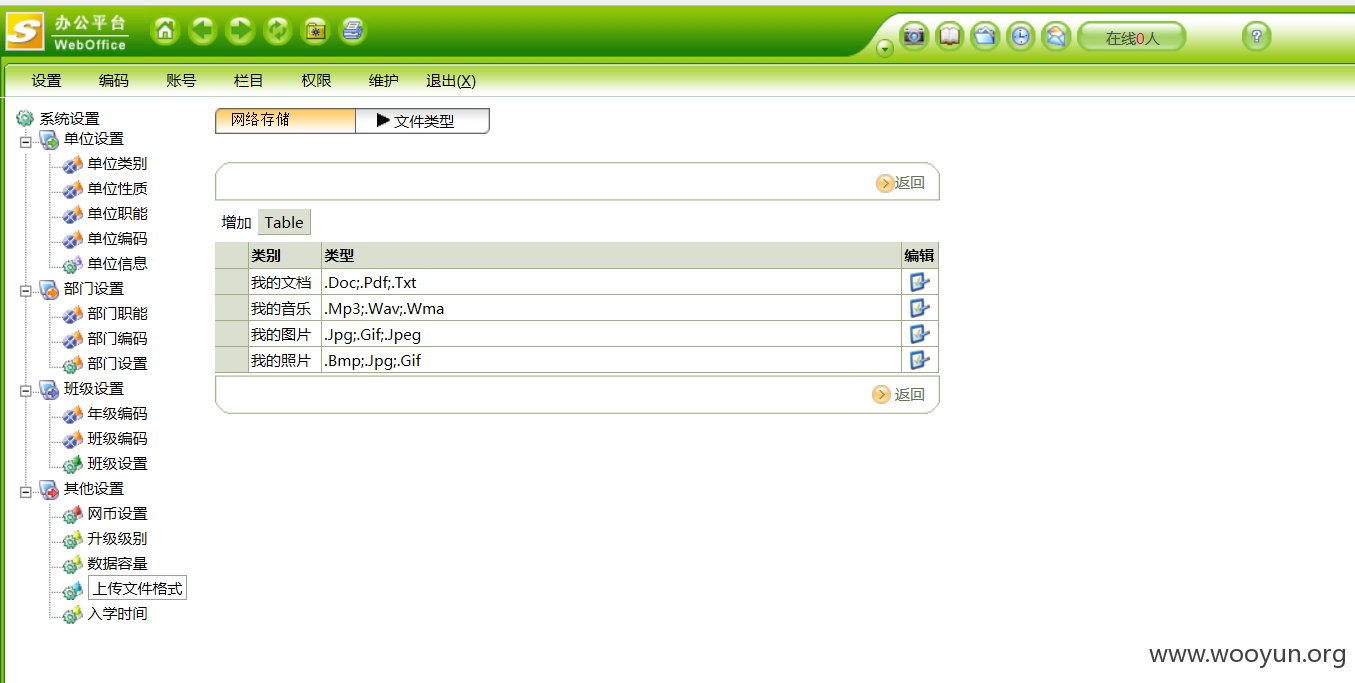 办公平台
WebOffice
在线0人
设置 编码 账号 栏目 权限 维护 退出(X)
系统设置
单位设置
单位类别
单位性质
单位职能
单位编码
单位信息
部门设置
部门职能
部门编码
部门设置
班级设置
年级编码
班级编码
班级设置
其他设置
网币设置
升级级别
数据容量
上传文件格式
入学时间
网络存储 ▶文件类型
返回
增加 Table
类别 类型 编辑
我的文档 .Doc;.Pdf;.Txt
我的音乐 .Mp3;.Wav;.Wma
我的图片 .Jpg;.Gif;.Jpeg
我的照片 .Bmp;.Jpg;.Gif
返回
www.wooyun.org